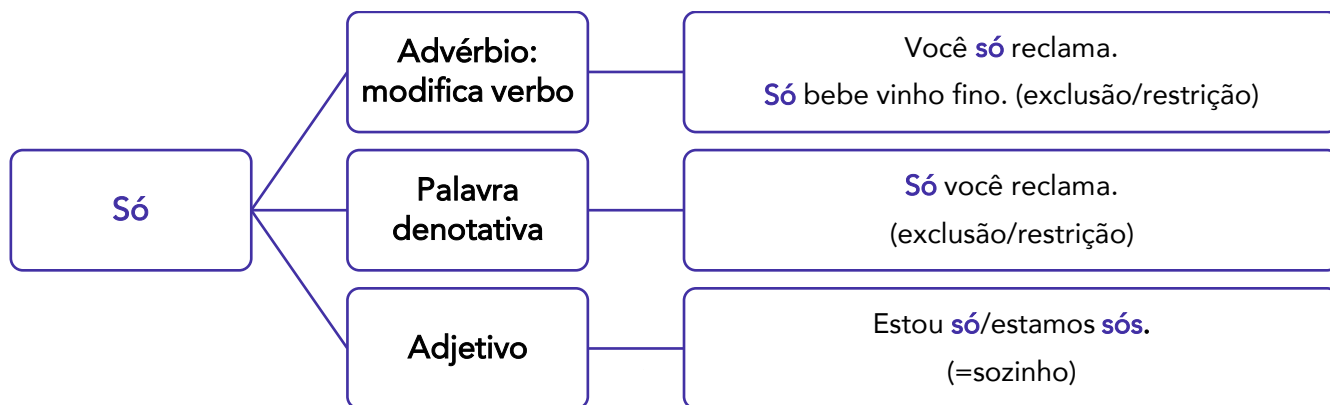 Só
Advérbio:
modifica verbo
Você só reclama.
Só bebe vinho fino. (exclusão/restrição)
Palavra
denotativa
Só você reclama.
(exclusão/restrição)
Adjetivo
Estou só/estamos sós.
(=sozinho)